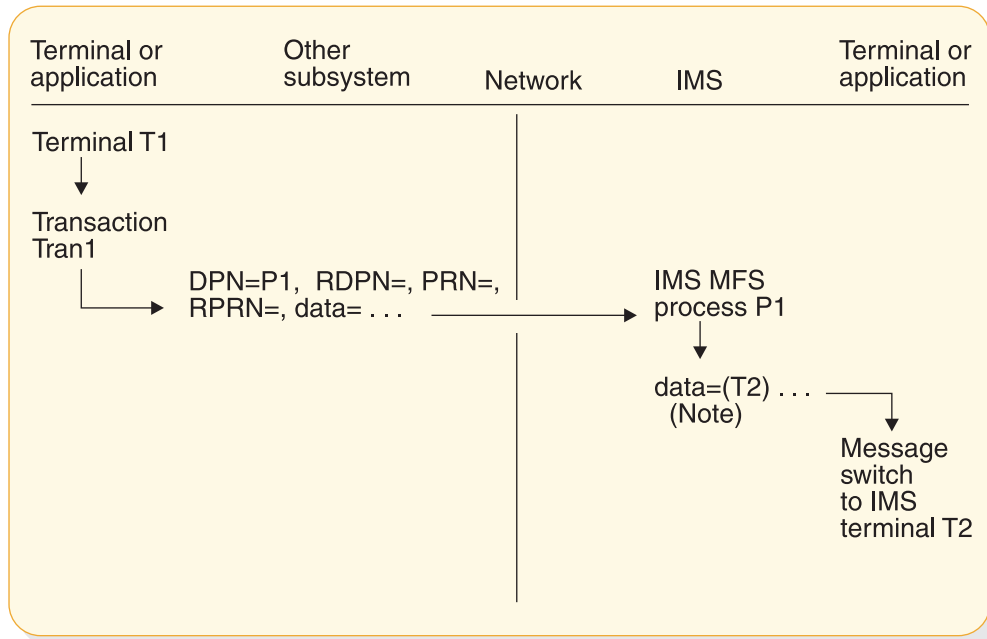 Terminal or
application
Other
subsystem
Network
IMS
Terminal or
application
Terminal T1
Transaction
Tran1
DPN=P1, RDPN=, PRN=,
RPRN=, data= . . .
IMS MFS
process P1
data=(T2) . . .
(Note)
Message
switch
to IMS
terminal T2